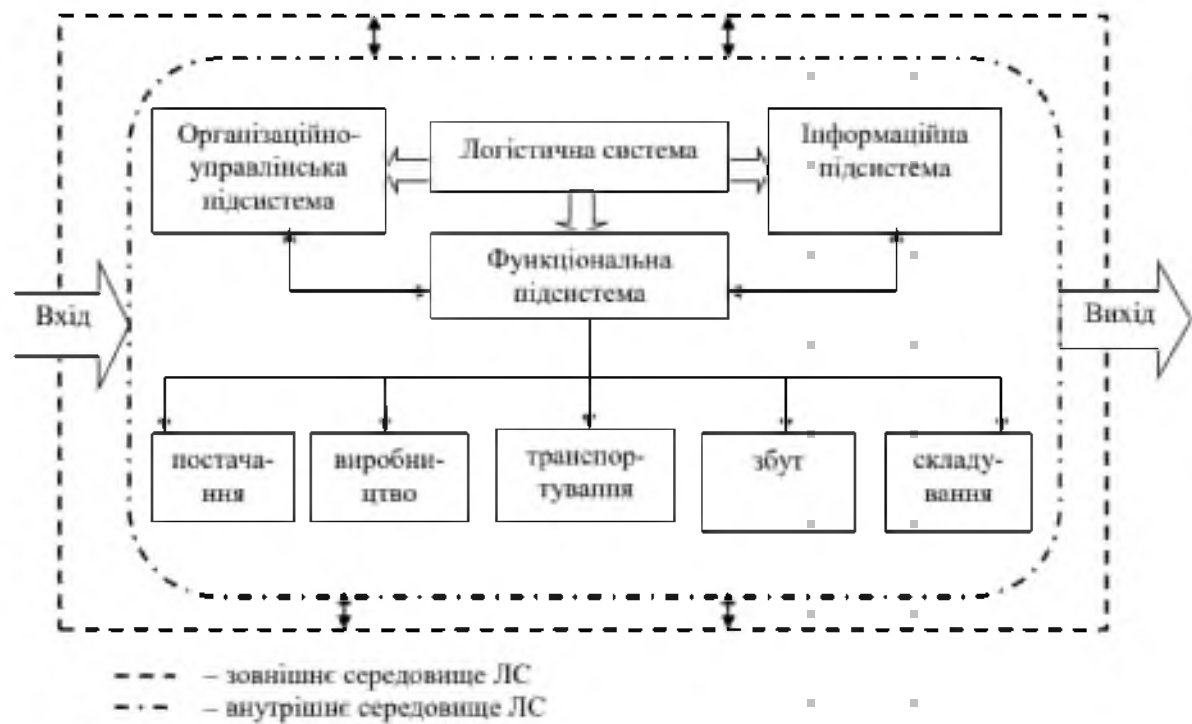 Організаційно-
управлінська
підсистема
Логістична система
Інформаційна
підсистема
Функціональна
підсистема
Вхід
Вихід
постача-
ння
виробни-
цтво
транспор-
тування
збут
складу-
вання
– зовнішнє середовище ЛС
– внутрішнє середовище ЛС